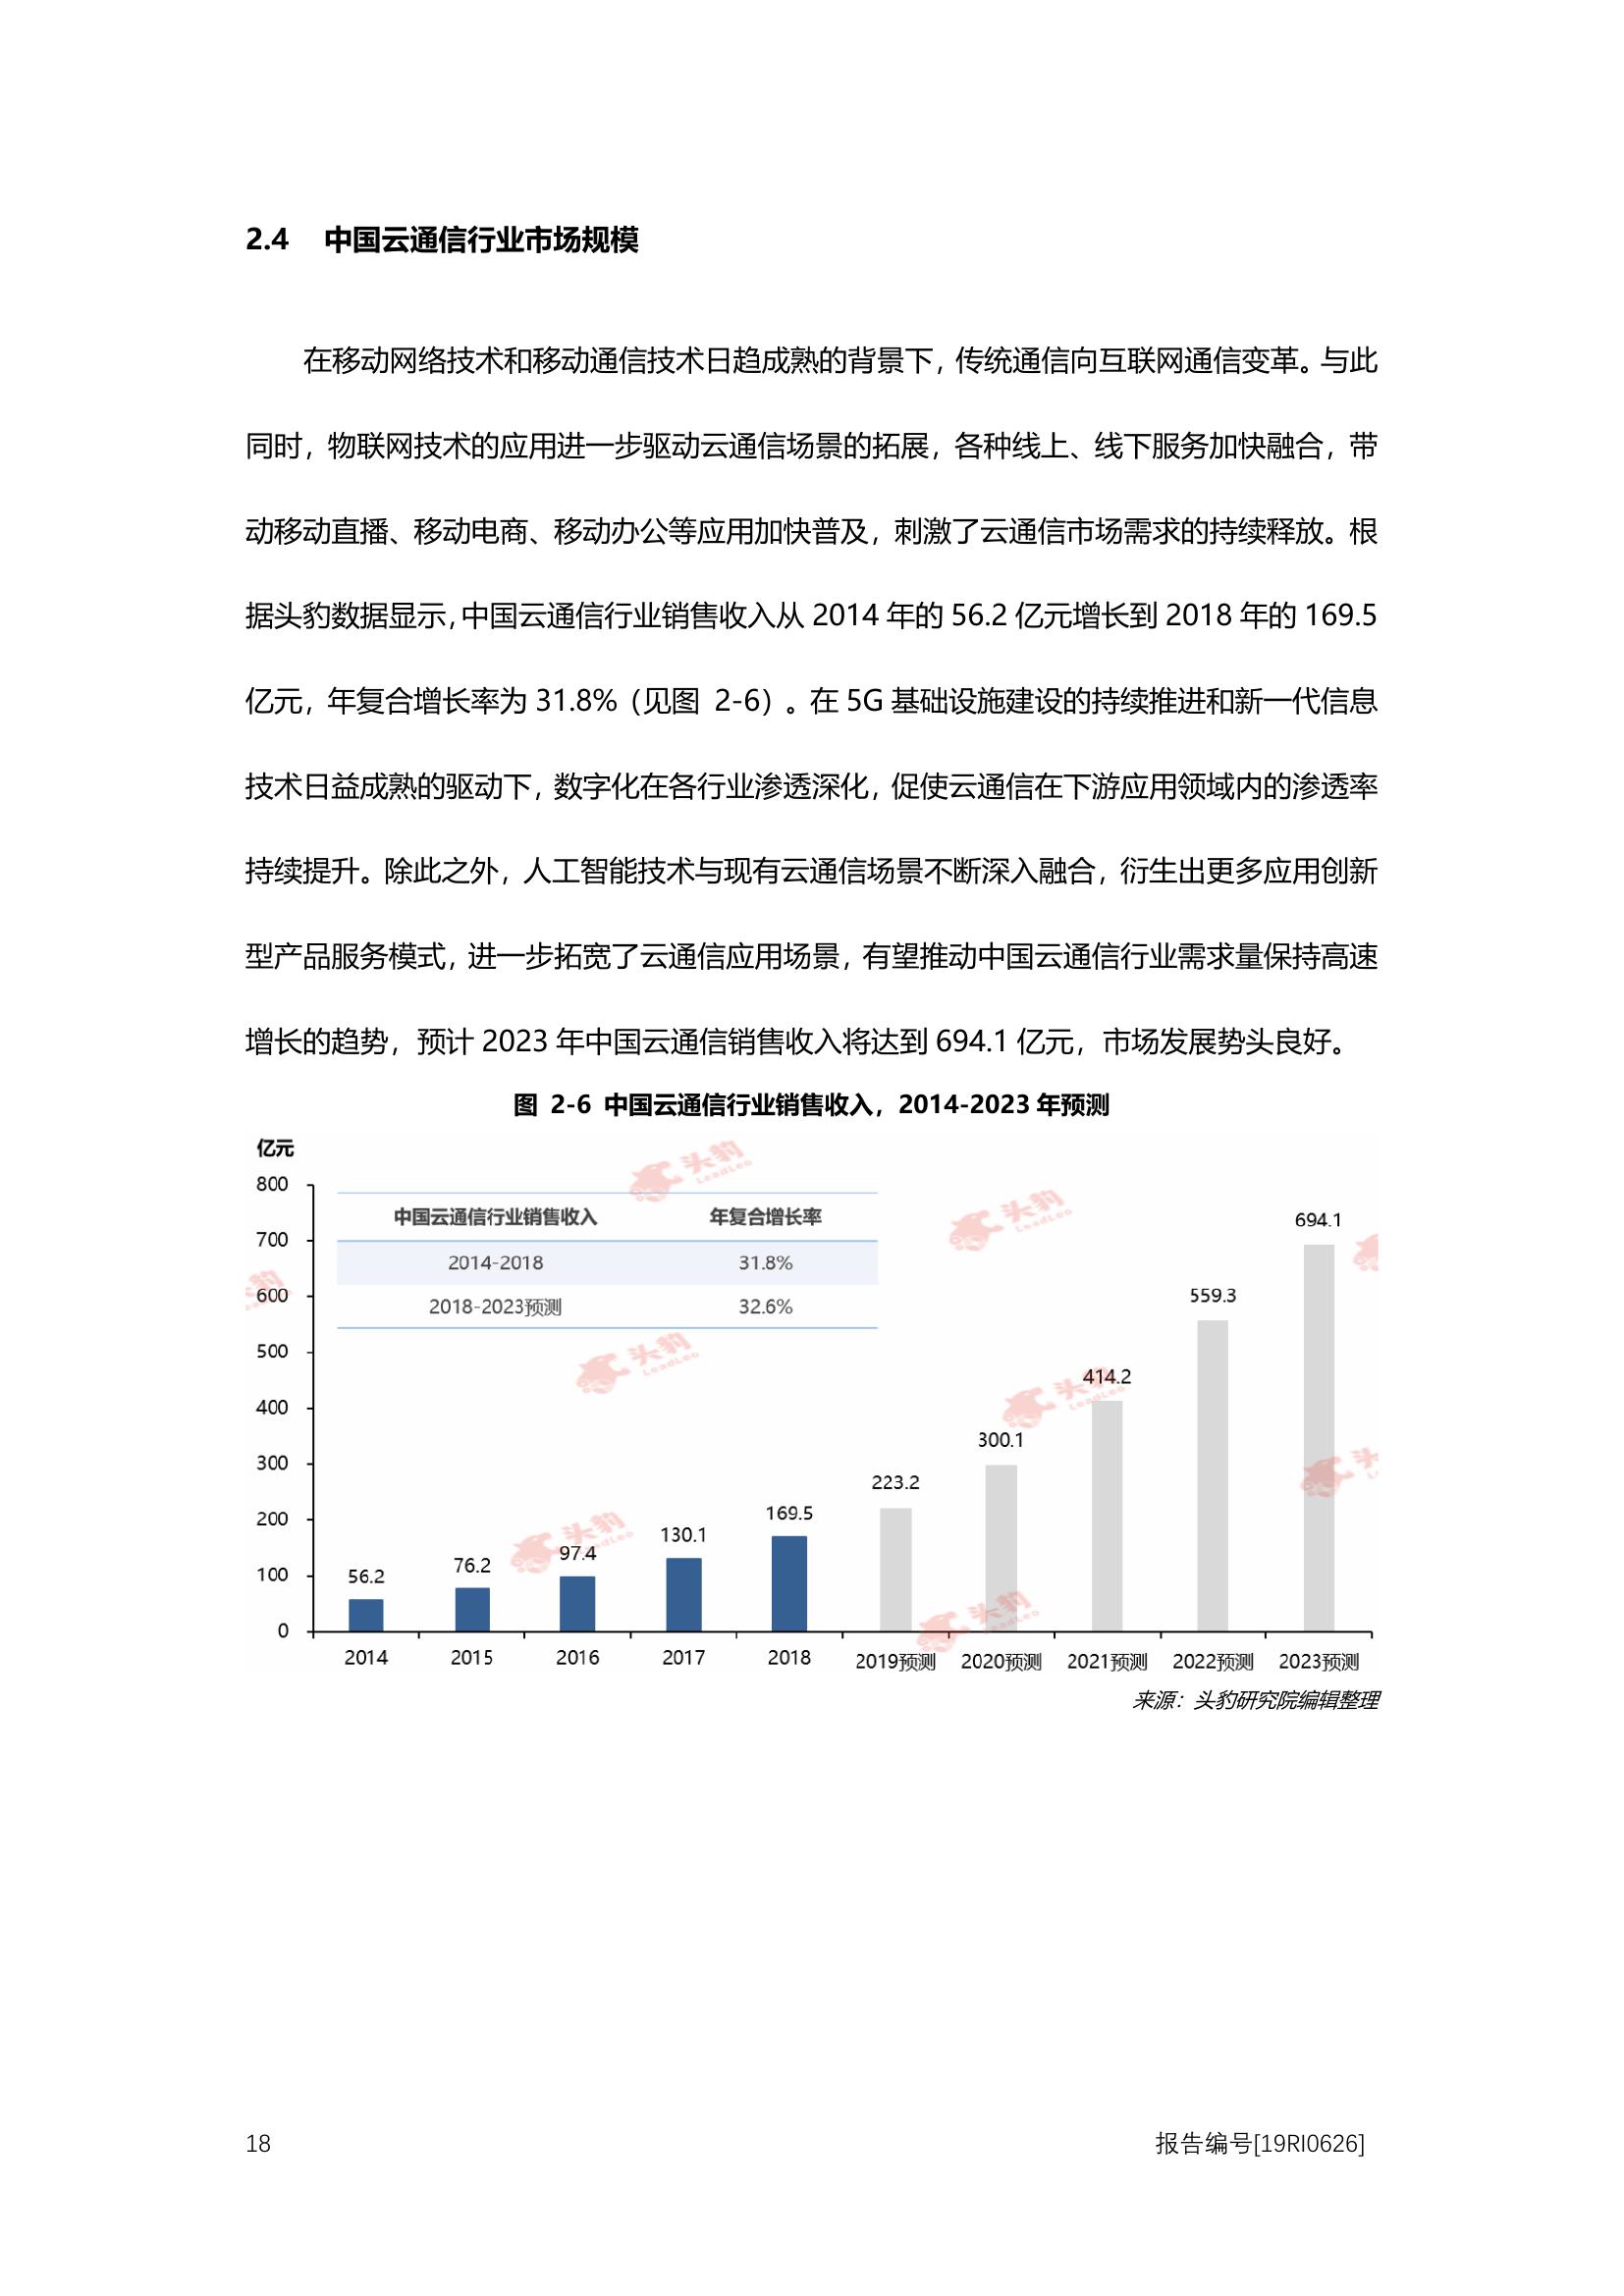 2.4 中国云通信行业市场规模
在移动网络技术和移动通信技术日趋成熟的背景下，传统通信向互联网通信变革。与此
同时，物联网技术的应用进一步驱动云通信场景的拓展，各种线上、线下服务加快融合，带
动移动直播、移动电商、移动办公等应用加快普及，刺激了云通信市场需求的持续释放。根
据头豹数据显示，中国云通信行业销售收入从 2014 年的 56.2 亿元增长到 2018 年的 169.5
亿元，年复合增长率为 31.8%（见图 2-6）。在 5G 基础设施建设的持续推进和新一代信息
技术日益成熟的驱动下，数字化在各行业渗透深化，促使云通信在下游应用领域内的渗透率
持续提升。除此之外，人工智能技术与现有云通信场景不断深入融合，衍生出更多应用创新
型产品服务模式，进一步拓宽了云通信应用场景，有望推动中国云通信行业需求量保持高速
增长的趋势，预计 2023 年中国云通信销售收入将达到 694.1 亿元，市场发展势头良好。
图 2-6 中国云通信行业销售收入，2014-2023 年预测
亿元
800
700
600
500
400
300
200
100
0
中国云通信行业销售收入 年复合增长率
2014-2018 31.8%
2018-2023预测 32.6%
56.2 76.2 97.4 130.1 169.5 223.2 300.1 414.2 559.3 694.1
2014 2015 2016 2017 2018 2019预测 2020预测 2021预测 2022预测 2023预测
头豹 LeadLeo
来源：头豹研究院编辑整理
18 报告编号[19RI0626]